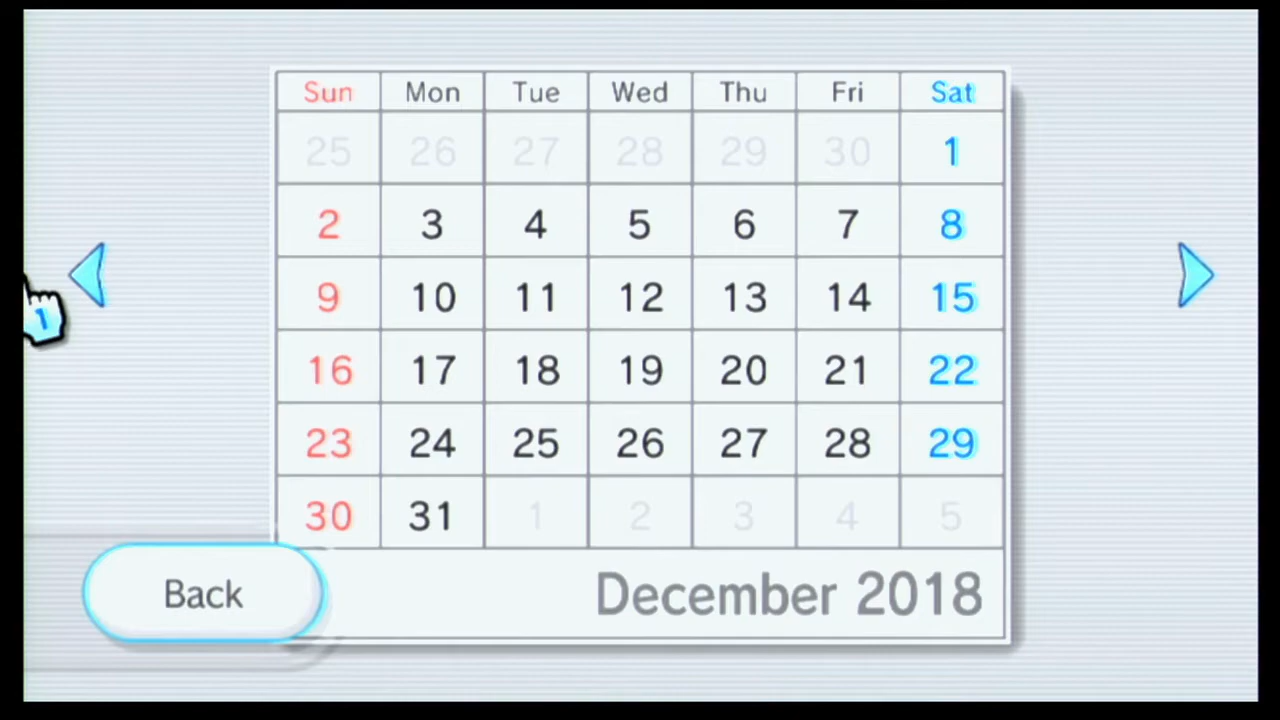 Sun Mon Tue Wed Thu Fri Sat
25 26 27 28 29 30 1
2 3 4 5 6 7 8
9 10 11 12 13 14 15
16 17 18 19 20 21 22
23 24 25 26 27 28 29
30 31 1 2 3 4 5
Back December 2018
1